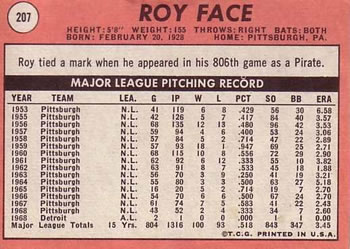 207
ROY FACE
HEIGHT: 5'8" WEIGHT: 155 THROWS: RIGHT BATS: BOTH
BORN: FEBRUARY 20, 1928 HOME: PITTSBURGH, PA.
Roy tied a mark when he appeared in his 806th game as a Pirate.
MAJOR LEAGUE PITCHING RECORD
YEAR TEAM LEA. G IP W L PCT SO BB ERA
1953 Pittsburgh N.L. 41 119 6 8 .429 56 30 6.58
1955 Pittsburgh N.L. 42 126 5 7 .417 84 40 3.57
1956 Pittsburgh N.L. 68 135 12 13 .480 96 42 3.53
1957 Pittsburgh N.L. 59 94 4 6 .400 53 24 3.06
1958 Pittsburgh N.L. 57 84 5 2 .714 47 22 2.89
1959 Pittsburgh N.L. 57 93 18 1 .947 69 25 2.71
1960 Pittsburgh N.L. 68 115 10 8 .556 72 29 2.90
1961 Pittsburgh N.L. 62 92 6 12 .333 55 10 3.82
1962 Pittsburgh N.L. 63 91 8 7 .533 45 18 1.88
1963 Pittsburgh N.L. 56 70 3 9 .250 41 19 3.21
1964 Pittsburgh N.L. 55 80 3 3 .500 63 27 5.18
1965 Pittsburgh N.L. 16 20 5 2 .714 19 7 2.70
1966 Pittsburgh N.L. 54 70 6 6 .500 67 24 2.70
1967 Pittsburgh N.L. 61 74 7 5 .583 41 22 2.43
1968 Pittsburgh N.L. 43 52 2 4 .333 34 7 2.60
1968 Detroit A.L. 2 1 0 0 .000 1 1 0.00
Major League Totals 15 Yrs. 804 1316 100 93 .518 843 347 3.45
©T.C.G. PRINTED IN U.S.A.